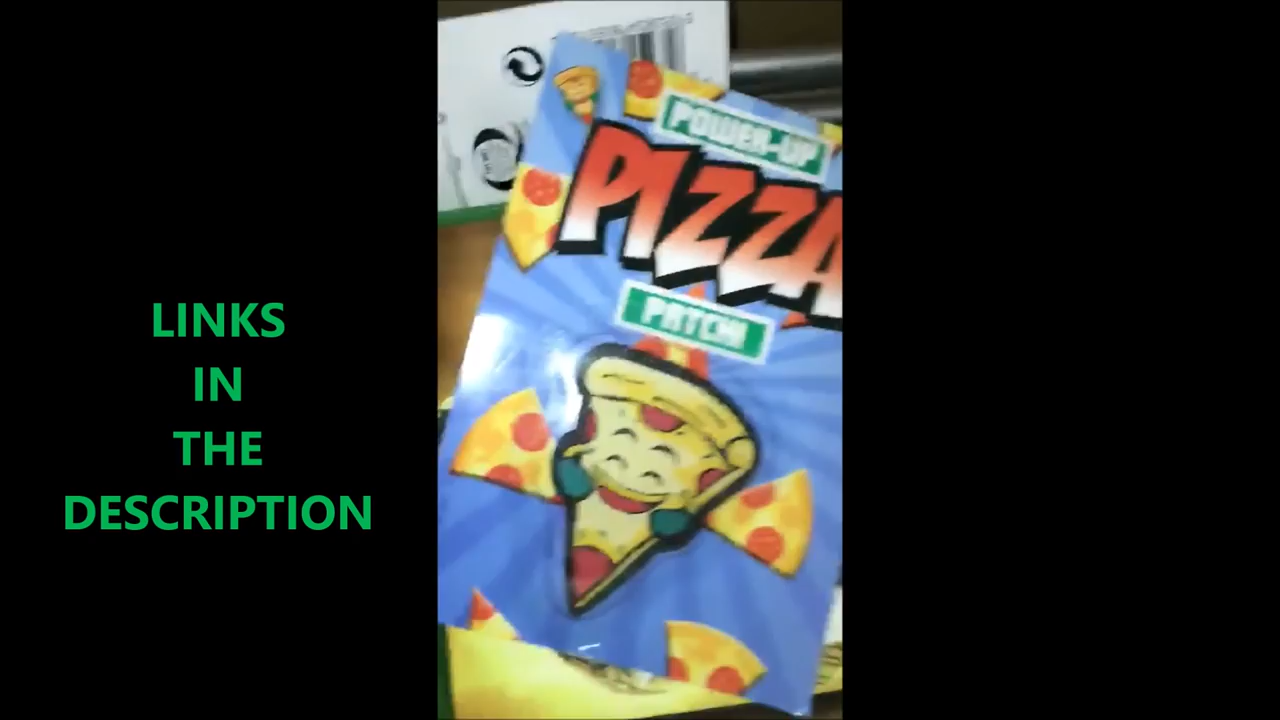 LINKS
IN
THE
DESCRIPTION
POWER-UP
PIZZA
PATCH!